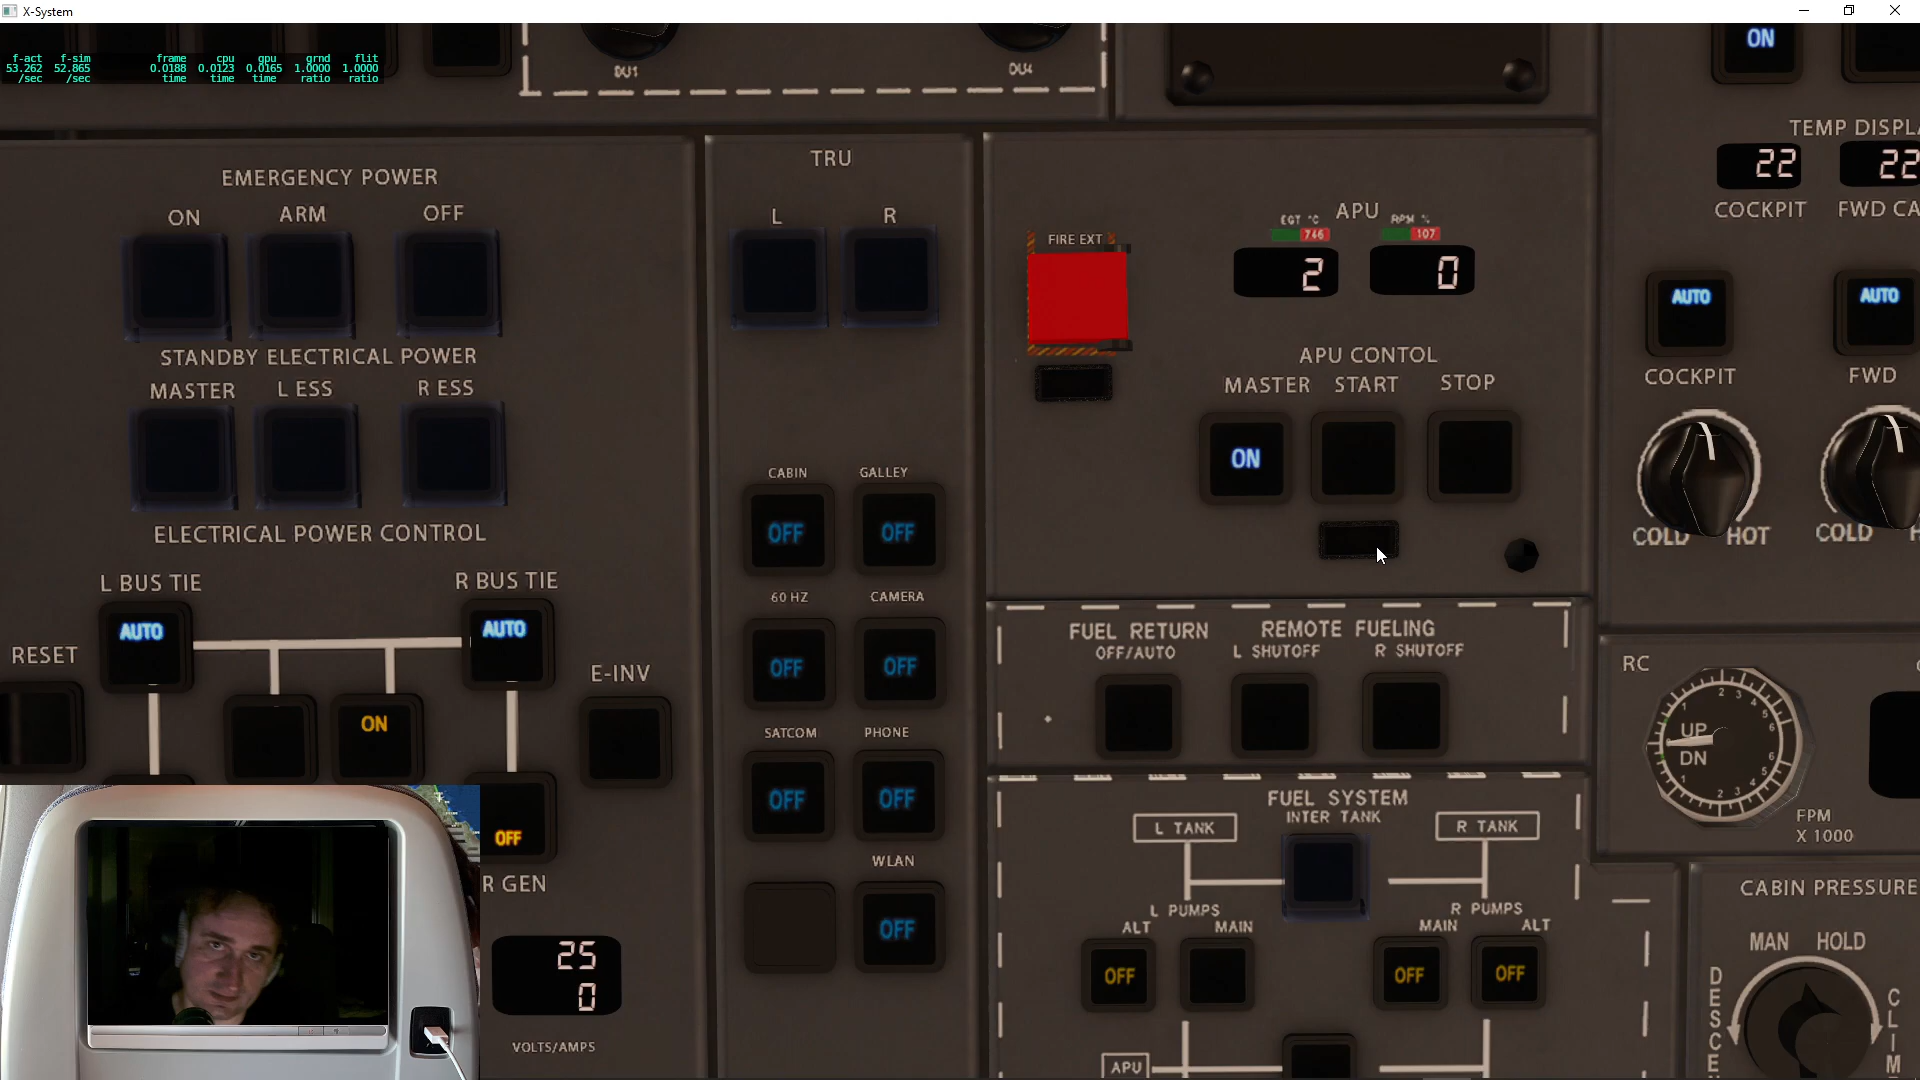 X-System
f-act f-sim frame cpu gpu grnd flit
53.262 52.865 0.0188 0.0123 0.0165 1.0000 1.0000
/sec /sec time time time ratio ratio
DU1 DU4
ON
TEMP DISPLA
22 22
COCKPIT FWD CA
EMERGENCY POWER
ON ARM OFF
STANDBY ELECTRICAL POWER
MASTER L ESS R ESS
ELECTRICAL POWER CONTROL
L BUS TIE R BUS TIE
AUTO AUTO
RESET
E-INV
ON
OFF
R GEN
25
0
VOLTS/AMPS
TRU
L R
CABIN GALLEY
OFF OFF
60 HZ CAMERA
OFF OFF
SATCOM PHONE
OFF OFF
WLAN
OFF
APU
EGT °C RPM %
746 107
FIRE EXT
2 0
APU CONTOL
MASTER START STOP
ON
FUEL RETURN REMOTE FUELING
OFF/AUTO L SHUTOFF R SHUTOFF
FUEL SYSTEM
INTER TANK
L TANK R TANK
L PUMPS R PUMPS
ALT MAIN MAIN ALT
OFF OFF OFF
APU
AUTO AUTO
COCKPIT FWD
COLD HOT COLD H
RC
UP
DN
FPM
X 1000
CABIN PRESSURE
MAN HOLD
DESCE
CLIM